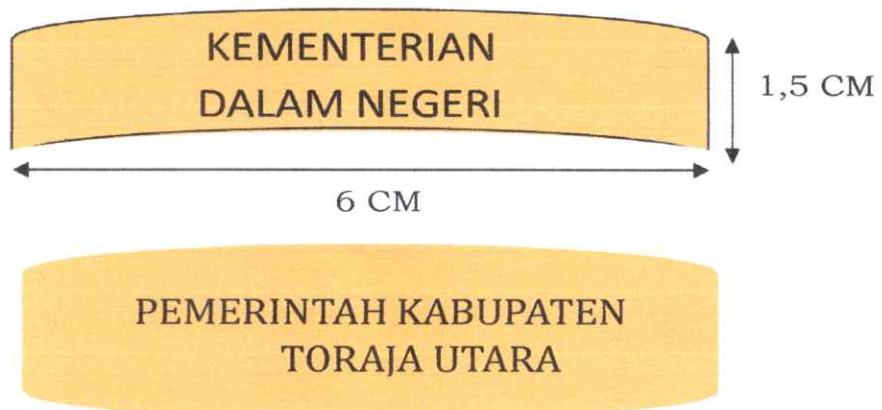 KEMENTERIAN
DALAM NEGERI
1,5 CM
6 CM
PEMERINTAH KABUPATEN
TORAJA UTARA